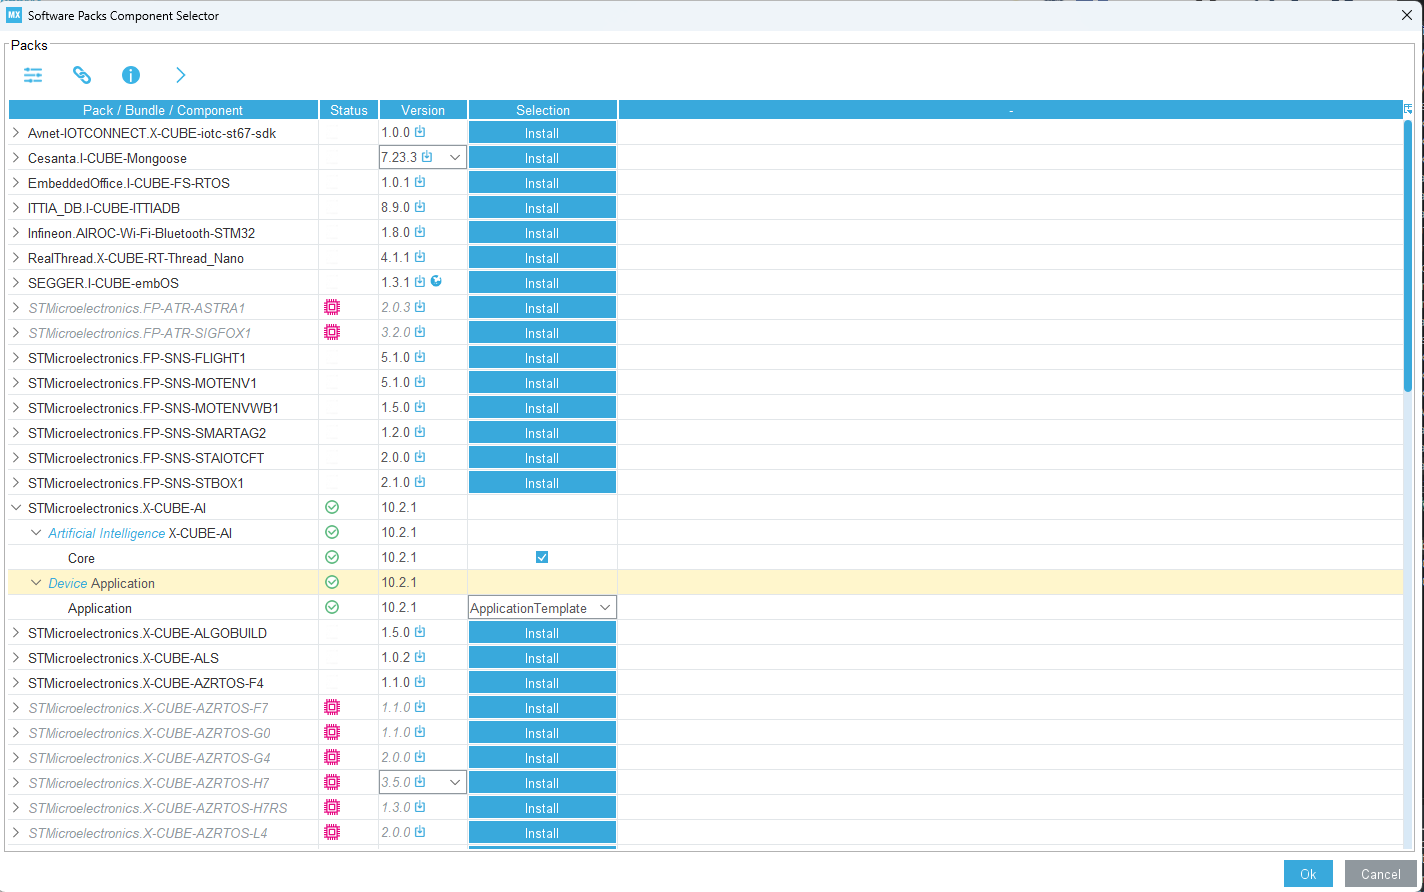 MX Software Packs Component Selector
Packs
Pack / Bundle / Component Status Version Selection -
Avnet-IOTCONNECT.X-CUBE-iotc-st67-sdk 1.0.0 Install
Cesanta.I-CUBE-Mongoose 7.23.3 Install
EmbeddedOffice.I-CUBE-FS-RTOS 1.0.1 Install
ITTIA_DB.I-CUBE-ITTIADB 8.9.0 Install
Infineon.AIROC-Wi-Fi-Bluetooth-STM32 1.8.0 Install
RealThread.X-CUBE-RT-Thread_Nano 4.1.1 Install
SEGGER.I-CUBE-embOS 1.3.1 Install
STMicroelectronics.FP-ATR-ASTRA1 2.0.3 Install
STMicroelectronics.FP-ATR-SIGFOX1 3.2.0 Install
STMicroelectronics.FP-SNS-FLIGHT1 5.1.0 Install
STMicroelectronics.FP-SNS-MOTENV1 5.1.0 Install
STMicroelectronics.FP-SNS-MOTENVWB1 1.5.0 Install
STMicroelectronics.FP-SNS-SMARTAG2 1.2.0 Install
STMicroelectronics.FP-SNS-STAIOTCFT 2.0.0 Install
STMicroelectronics.FP-SNS-STBOX1 2.1.0 Install
STMicroelectronics.X-CUBE-AI 10.2.1
Artificial Intelligence X-CUBE-AI 10.2.1
Core 10.2.1
Device Application 10.2.1
Application 10.2.1 ApplicationTemplate
STMicroelectronics.X-CUBE-ALGOBUILD 1.5.0 Install
STMicroelectronics.X-CUBE-ALS 1.0.2 Install
STMicroelectronics.X-CUBE-AZRTOS-F4 1.1.0 Install
STMicroelectronics.X-CUBE-AZRTOS-F7 1.1.0 Install
STMicroelectronics.X-CUBE-AZRTOS-G0 1.1.0 Install
STMicroelectronics.X-CUBE-AZRTOS-G4 2.0.0 Install
STMicroelectronics.X-CUBE-AZRTOS-H7 3.5.0 Install
STMicroelectronics.X-CUBE-AZRTOS-H7RS 1.3.0 Install
STMicroelectronics.X-CUBE-AZRTOS-L4 2.0.0 Install
Ok Cancel